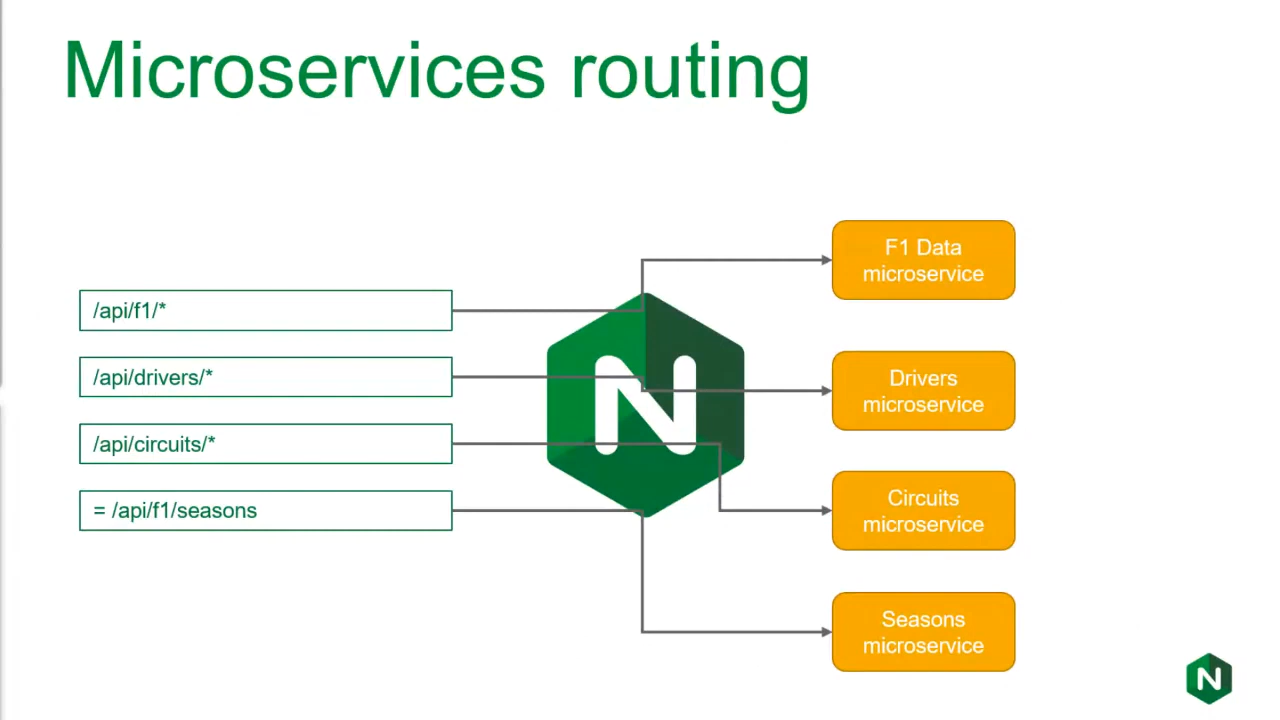 Microservices routing
/api/f1/*
/api/drivers/*
/api/circuits/*
= /api/f1/seasons
N
F1 Data
microservice
Drivers
microservice
Circuits
microservice
Seasons
microservice
N